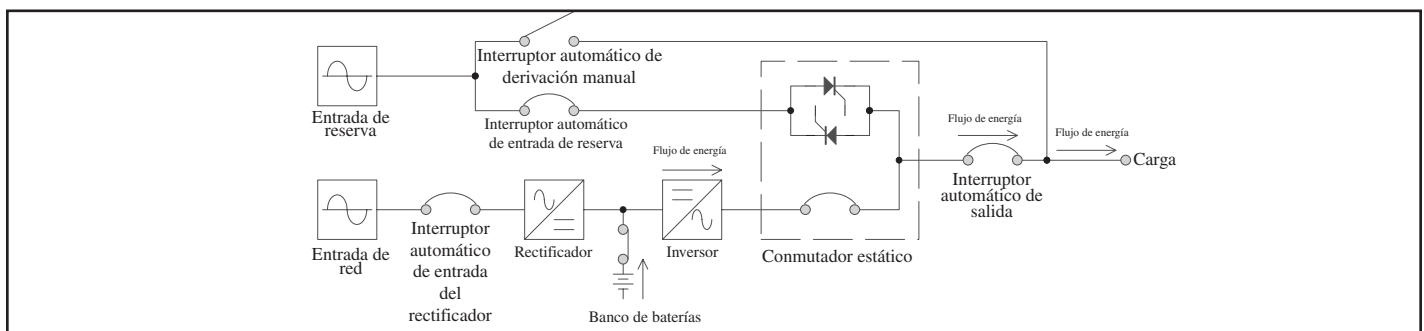 Interruptor automático de
derivación manual
Entrada de
reserva
Interruptor automático
de entrada de reserva
Flujo de energía
Flujo de energía
Flujo de energía
Carga
Interruptor
automático de
salida
Entrada de
red
Interruptor
automático
de entrada
del
rectificador
Rectificador
Inversor
Conmutador estático
Banco de baterías